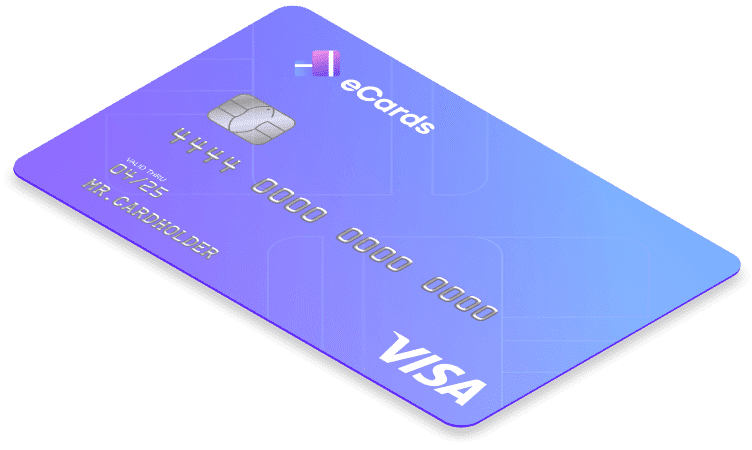 eCards
4444 0000 0000 0000
VALID THRU
04/25
MR.CARDHOLDER
VISA